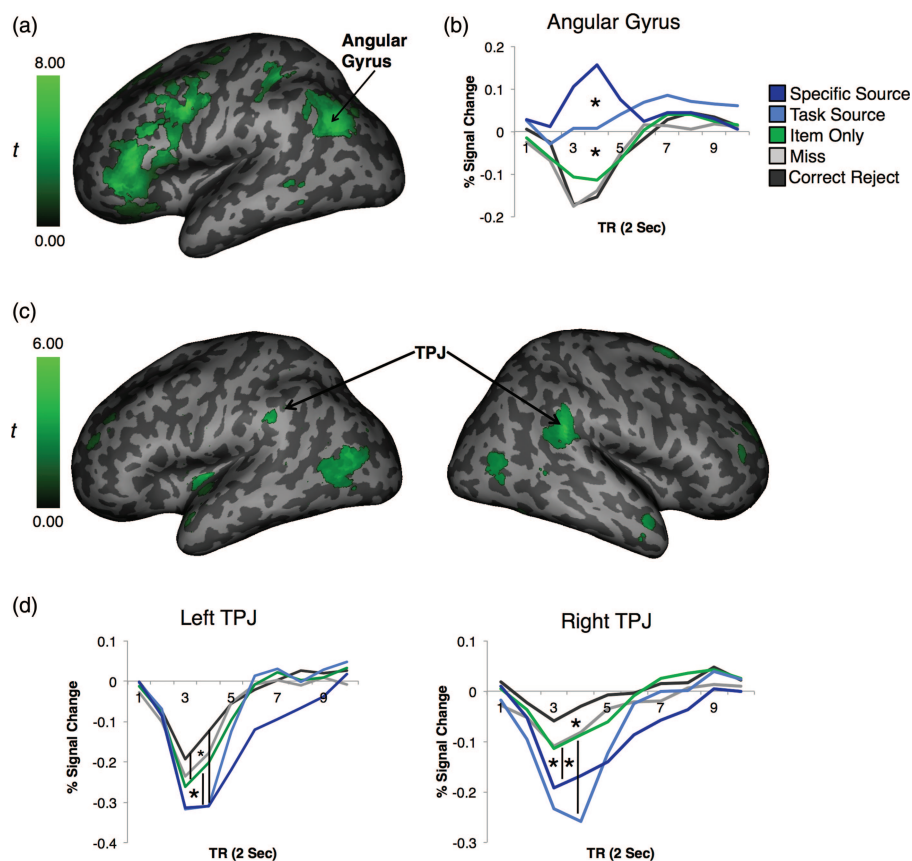 (a)
8.00
t
0.00
Angular
Gyrus
(b)
Angular Gyrus
% Signal Change
0.2
0.1
0
-0.1
-0.2
1 3 5 7 9
*
*
TR (2 Sec)
Specific Source
Task Source
Item Only
Miss
Correct Reject
(c)
6.00
t
0.00
TPJ
(d)
Left TPJ
% Signal Change
0.1
0
-0.1
-0.2
-0.3
-0.4
1 3 5 7 9
*
*
TR (2 Sec)
Right TPJ
% Signal Change
0.1
0
-0.1
-0.2
-0.3
1 3 5 7 9
*
* *
TR (2 Sec)